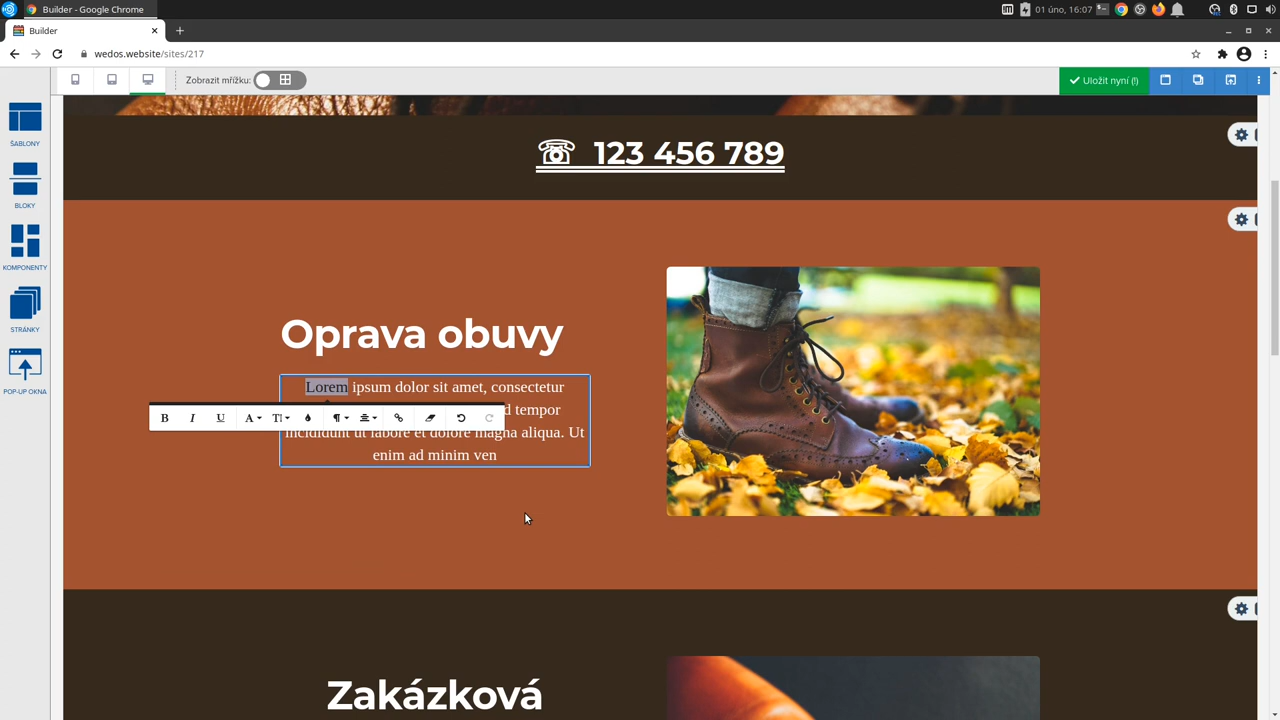 Builder - Google Chrome
01 úno, 16:07
Builder
wedos.website/sites/217
Zobrazit mřížku:
Uložit nyní (!)
ŠABLONY
BLOKY
KOMPONENTY
STRÁNKY
POP-UP OKNA
☏ 123 456 789
Oprava obuvy
Lorem ipsum dolor sit amet, consectetur
d tempor
B I U A TI ¶
incididunt ut labore et dolore magna aliqua. Ut
enim ad minim ven
Zakázková